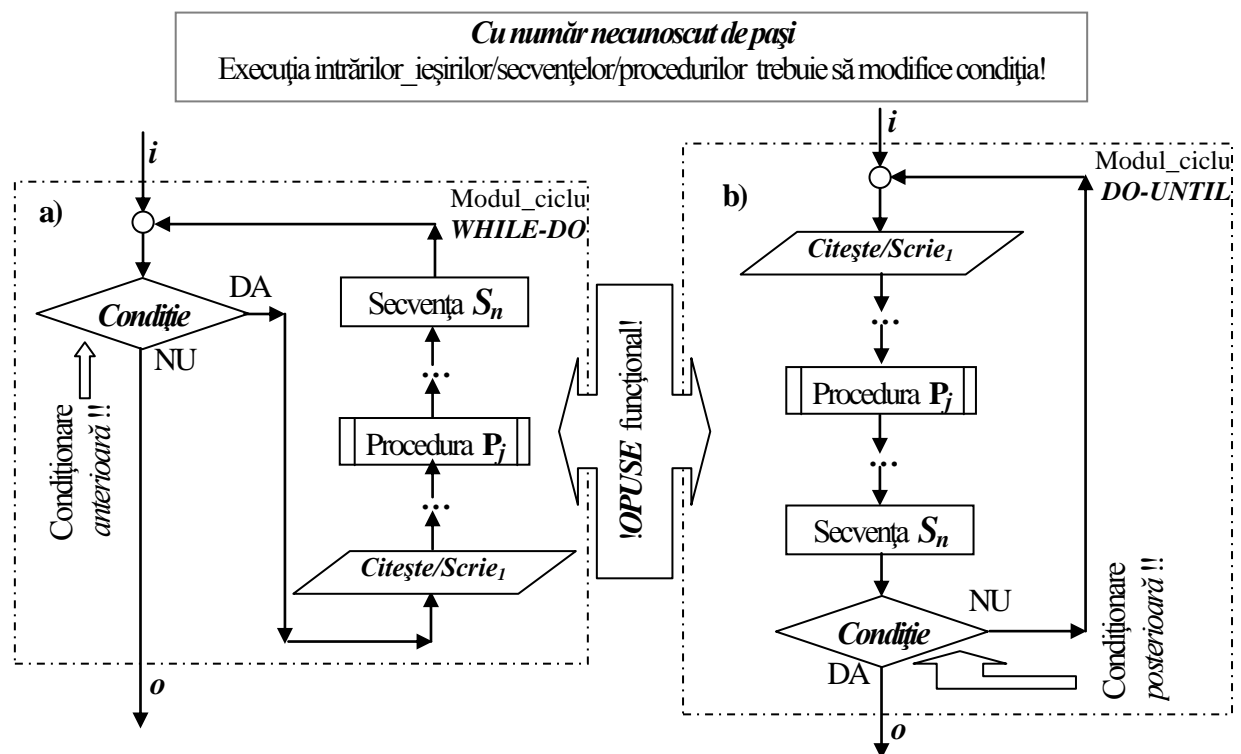 Cu număr necunoscut de paşi
Execuţia intrărilor_ieşirilor/secvenţelor/procedurilor trebuie să modifice condiţia!
i
a)
Modul_ciclu
WHILE-DO
Condiţie
DA
NU
Condiţionare
anterioară !!
Secvenţa Sn
...
Procedura Pj
...
Citeşte/Scrie1
o
!OPUSE funcţional!
i
b)
Modul_ciclu
DO-UNTIL
Citeşte/Scrie1
...
Procedura Pj
...
Secvenţa Sn
Condiţie
NU
DA
Condiţionare
posterioară !!
o